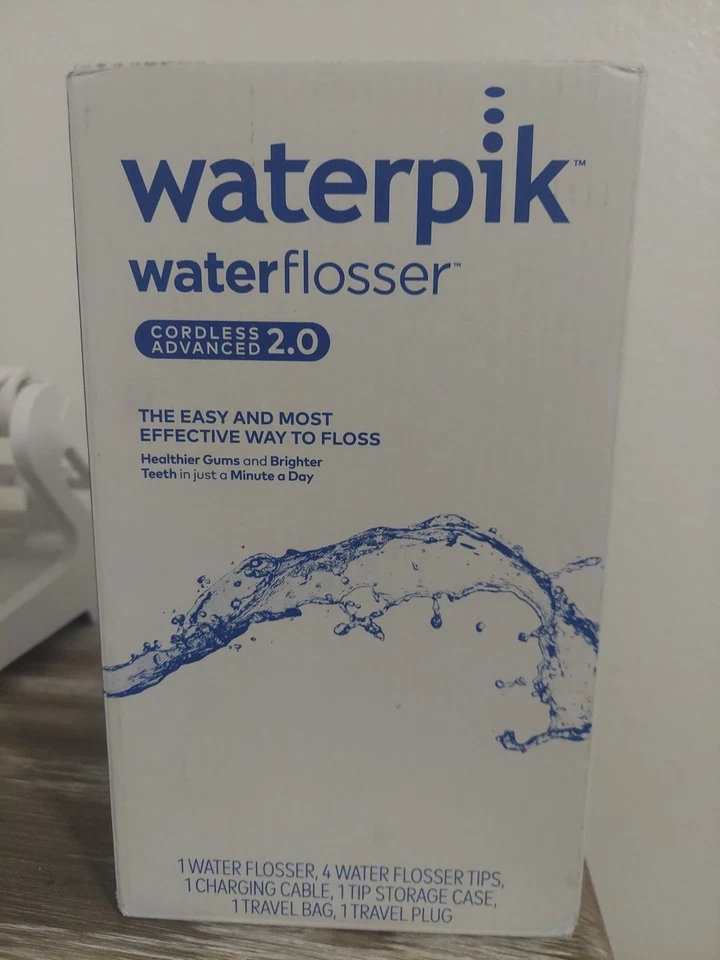 waterpik™
waterflosser™
CORDLESS
ADVANCED 2.0
THE EASY AND MOST
EFFECTIVE WAY TO FLOSS
Healthier Gums and Brighter
Teeth in just a Minute a Day
1 WATER FLOSSER, 4 WATER FLOSSER TIPS,
1 CHARGING CABLE, 1 TIP STORAGE CASE,
1 TRAVEL BAG, 1 TRAVEL PLUG